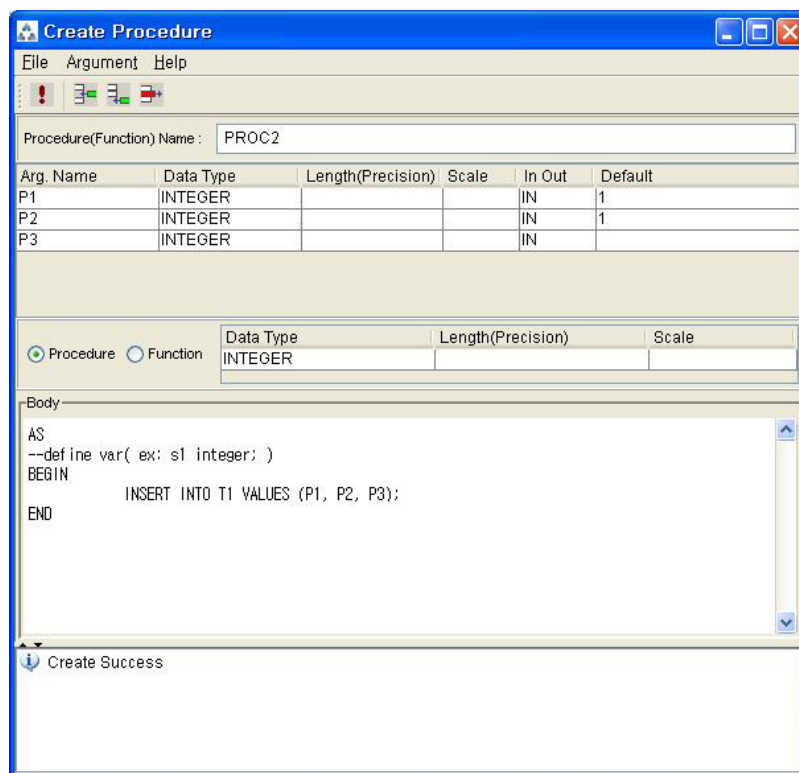 Create Procedure
File Argument Help
Procedure(Function) Name : PROC2
Arg. Name Data Type Length(Precision) Scale In Out Default
P1 INTEGER IN 1
P2 INTEGER IN 1
P3 INTEGER IN
Procedure Function
Data Type Length(Precision) Scale
INTEGER
Body
AS
--define var( ex: s1 integer; )
BEGIN
INSERT INTO T1 VALUES (P1, P2, P3);
END
Create Success